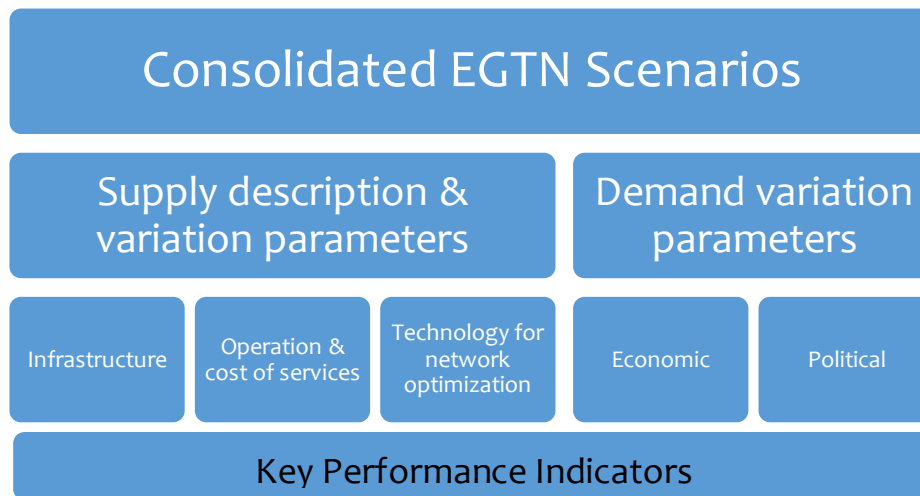 Consolidated EGTN Scenarios
Supply description &
variation parameters
Demand variation
parameters
Infrastructure
Operation &
cost of services
Technology for
network
optimization
Economic
Political
Key Performance Indicators